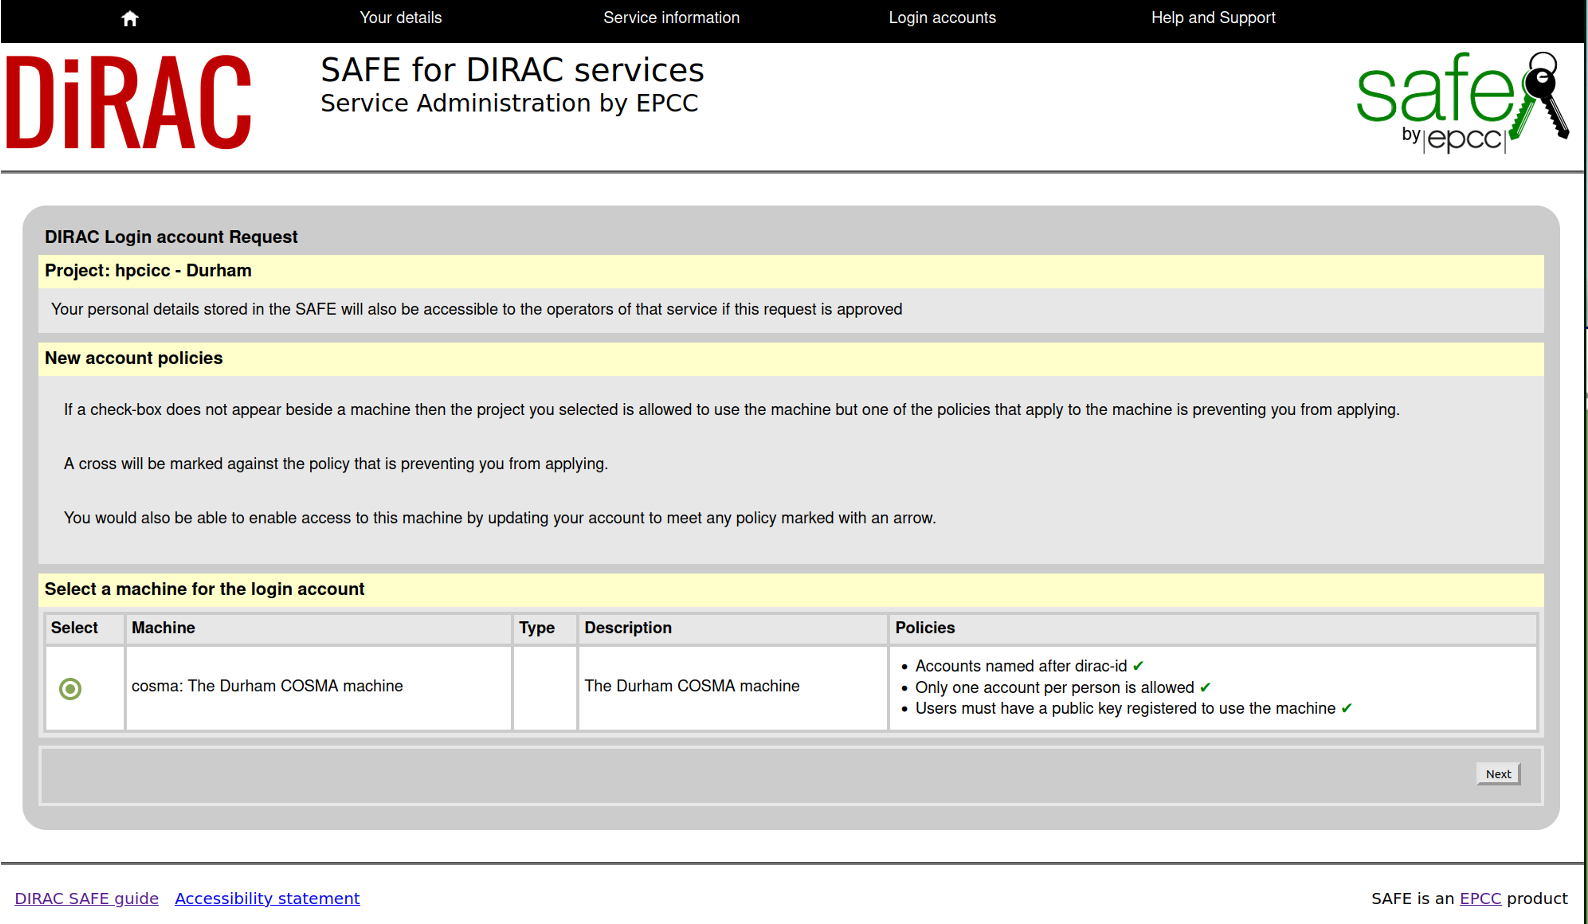 Your details
Service information
Login accounts
Help and Support
DiRAC
SAFE for DIRAC services
Service Administration by EPCC
safe
by |epcc|
DIRAC Login account Request
Project: hpcicc - Durham
Your personal details stored in the SAFE will also be accessible to the operators of that service if this request is approved
New account policies
If a check-box does not appear beside a machine then the project you selected is allowed to use the machine but one of the policies that apply to the machine is preventing you from applying.
A cross will be marked against the policy that is preventing you from applying.
You would also be able to enable access to this machine by updating your account to meet any policy marked with an arrow.
Select a machine for the login account
Select
Machine
Type
Description
Policies
cosma: The Durham COSMA machine
The Durham COSMA machine
• Accounts named after dirac-id ✔
• Only one account per person is allowed ✔
• Users must have a public key registered to use the machine ✔
Next
DIRAC SAFE guide
Accessibility statement
SAFE is an EPCC product